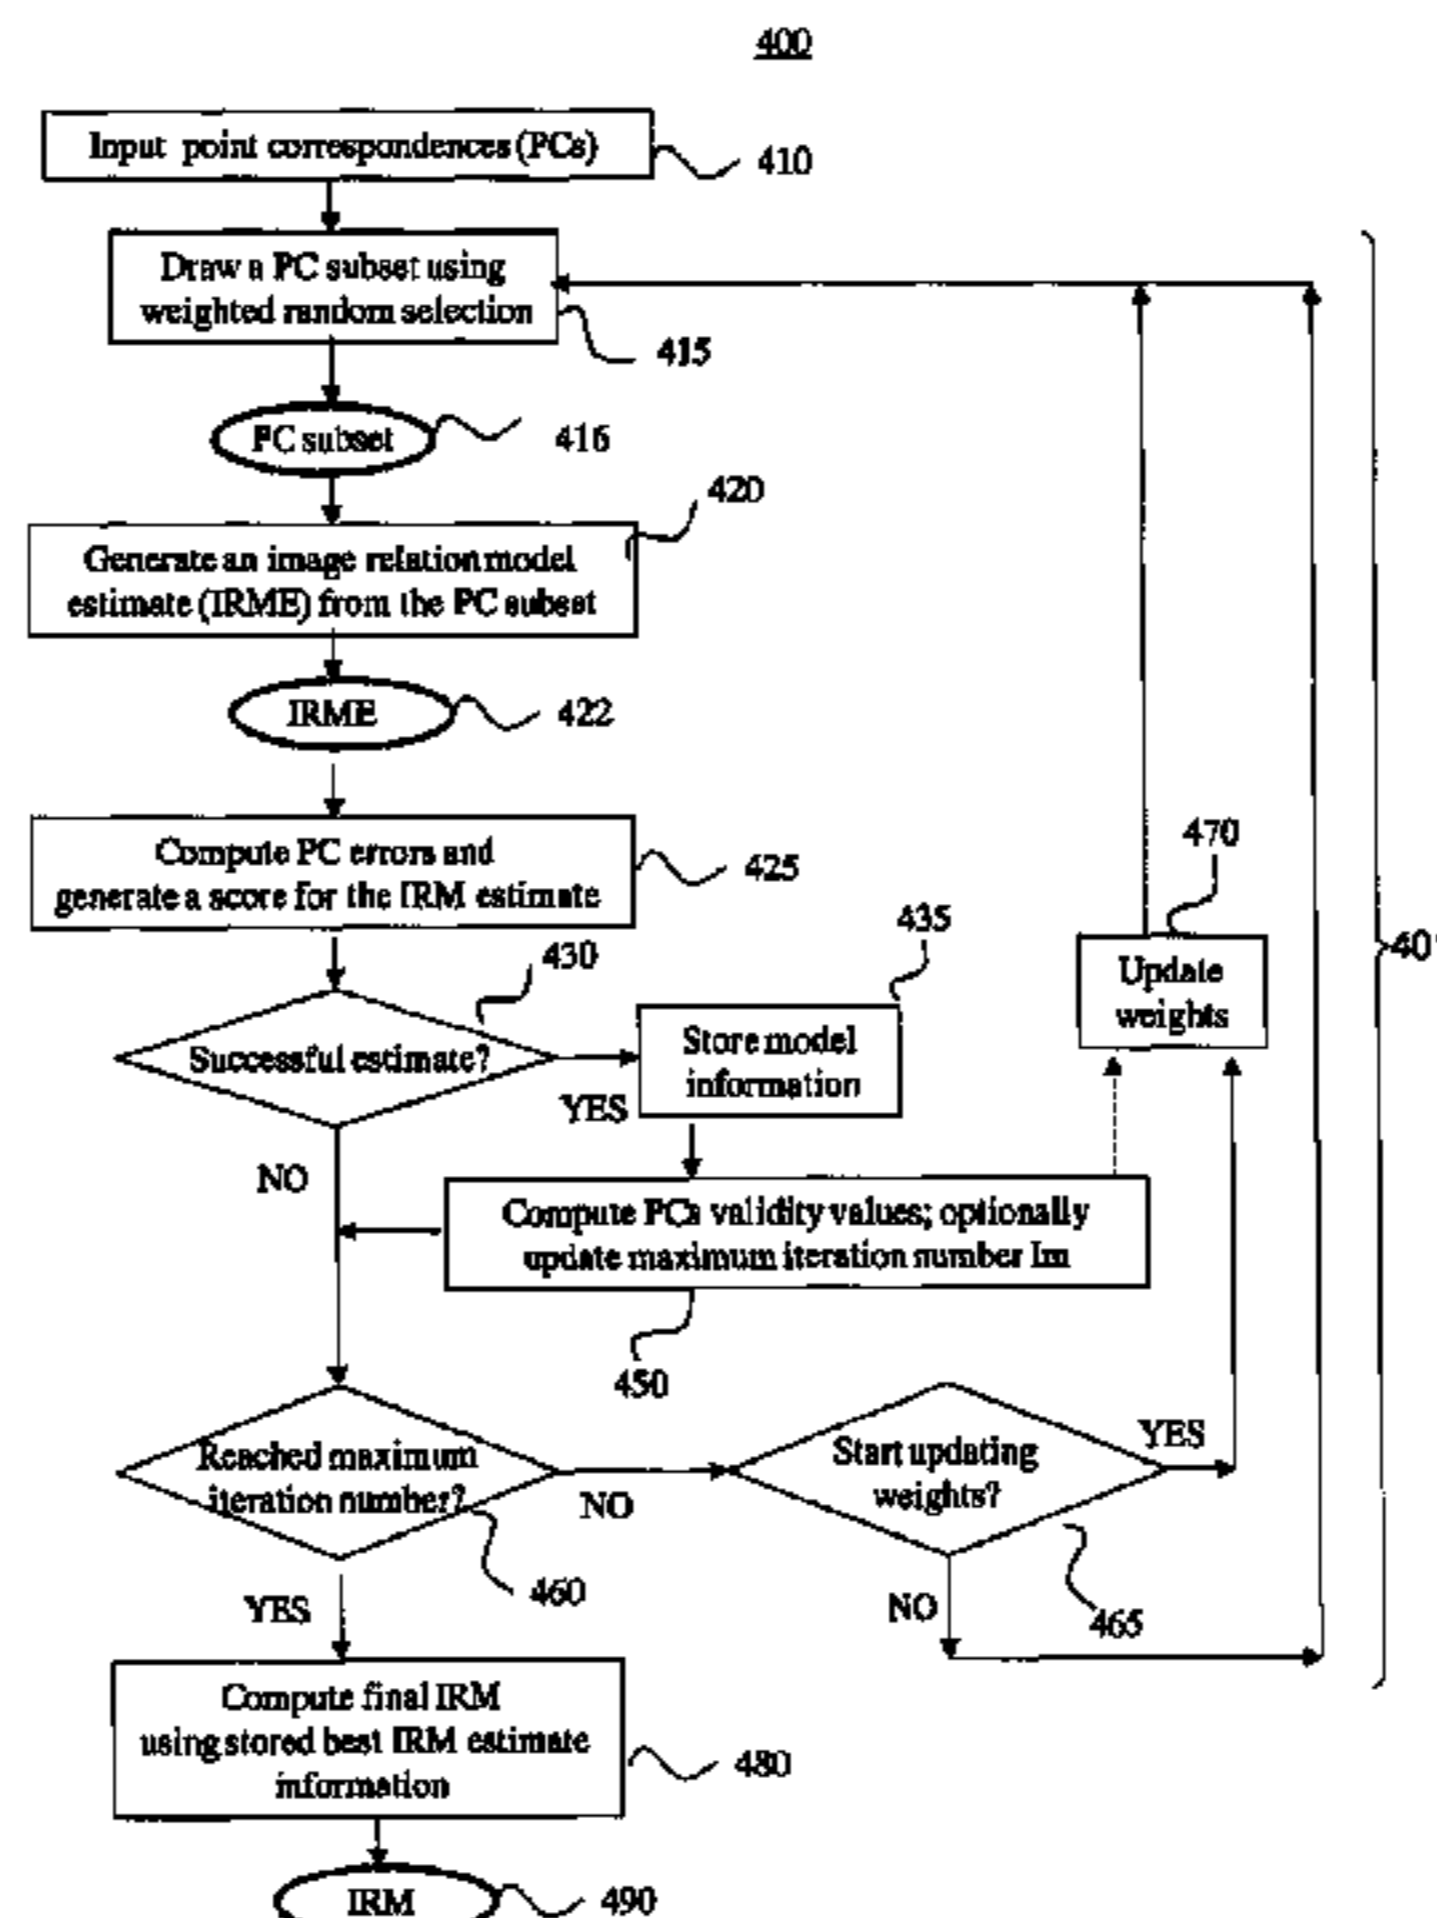 400
Input point correspondences (PCs)
410
Draw a PC subset using
weighted random selection
415
PC subset
416
420
Generate an image relation model
estimate (IRME) from the PC subset
IRME
422
Compute PC errors and
generate a score for the IRM estimate
425
430
Successful estimate?
YES
NO
435
Store model
information
470
Update
weights
40
Compute PCs validity values; optionally
update maximum iteration number Im
450
Reached maximum
iteration number?
460
NO
YES
Start updating
weights?
YES
NO
465
Compute final IRM
using stored best IRM estimate
information
480
IRM
490